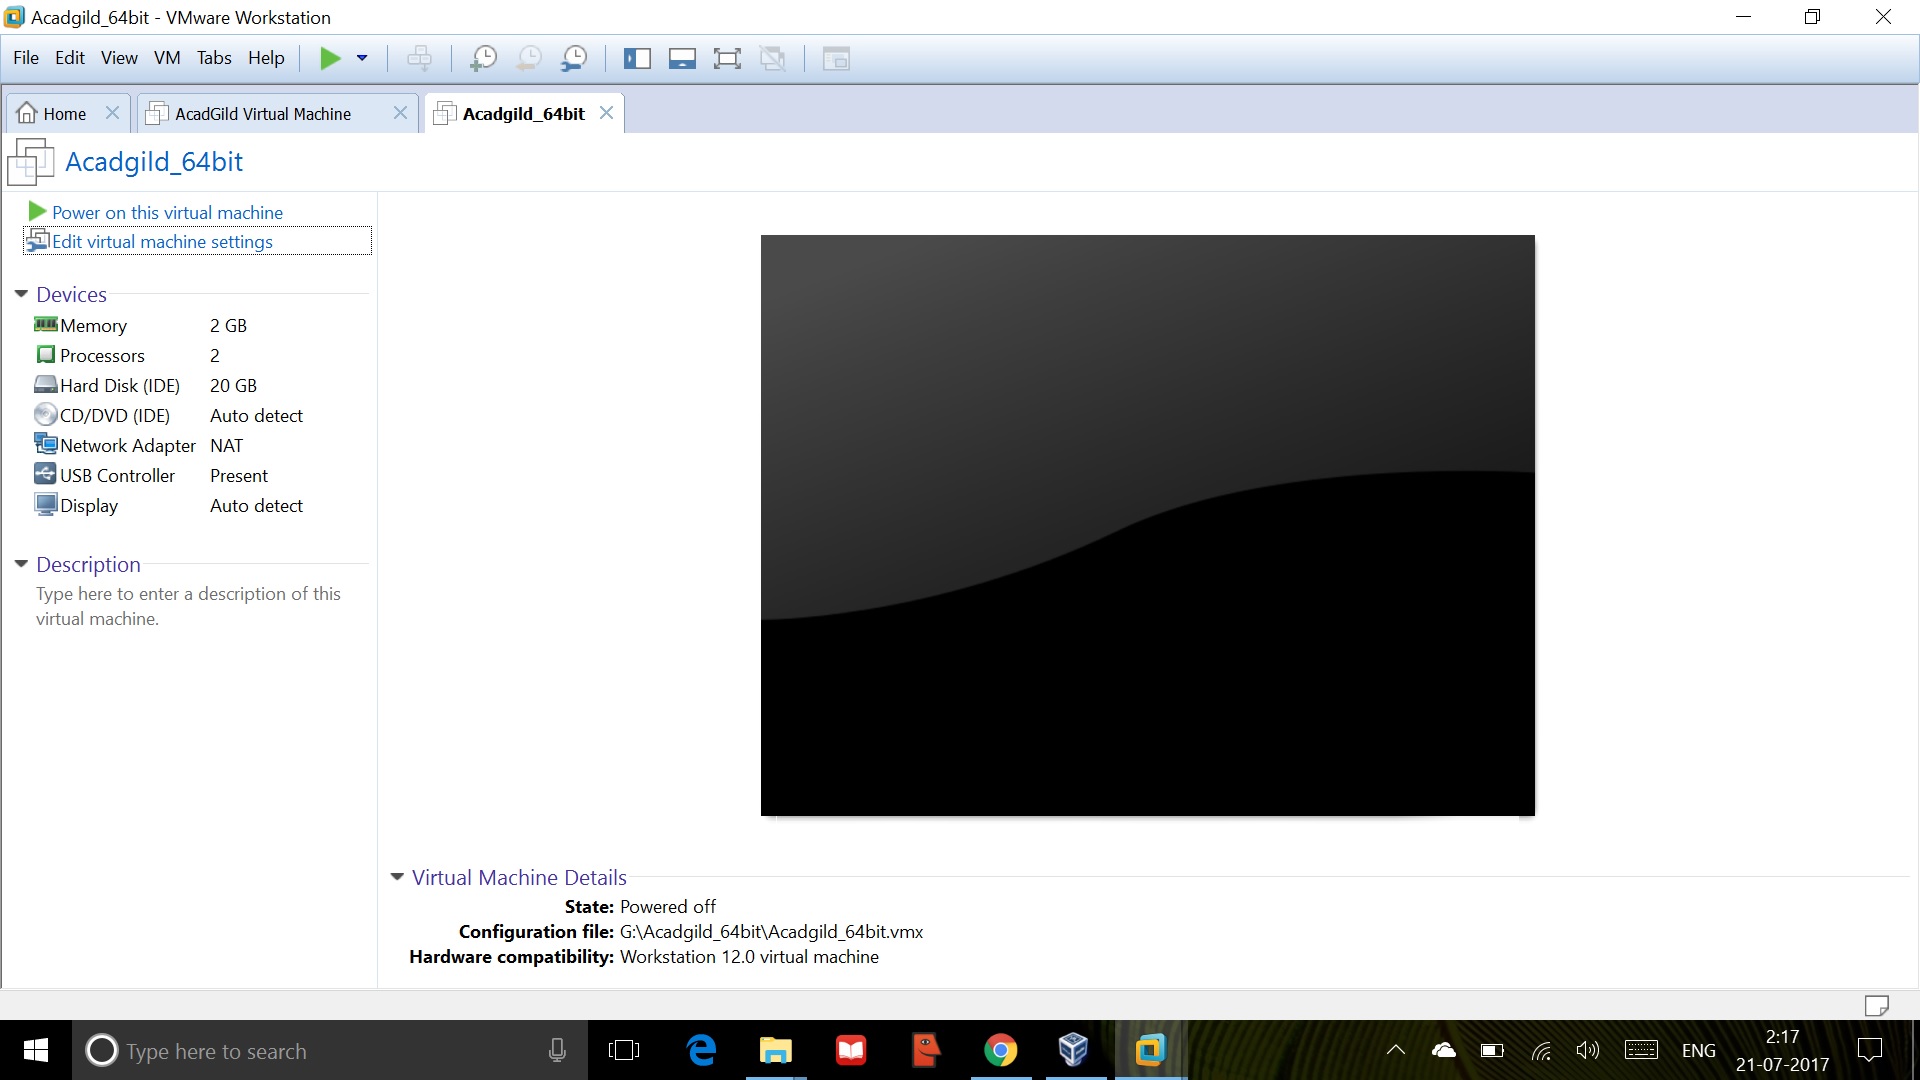 Acadgild_64bit - VMware Workstation
File Edit View VM Tabs Help
Home AcadGild Virtual Machine Acadgild_64bit
Acadgild_64bit
Power on this virtual machine
Edit virtual machine settings
Devices
Memory 2 GB
Processors 2
Hard Disk (IDE) 20 GB
CD/DVD (IDE) Auto detect
Network Adapter NAT
USB Controller Present
Display Auto detect
Description
Type here to enter a description of this
virtual machine.
Virtual Machine Details
State: Powered off
Configuration file: G:\Acadgild_64bit\Acadgild_64bit.vmx
Hardware compatibility: Workstation 12.0 virtual machine
Type here to search
ENG
2:17
21-07-2017